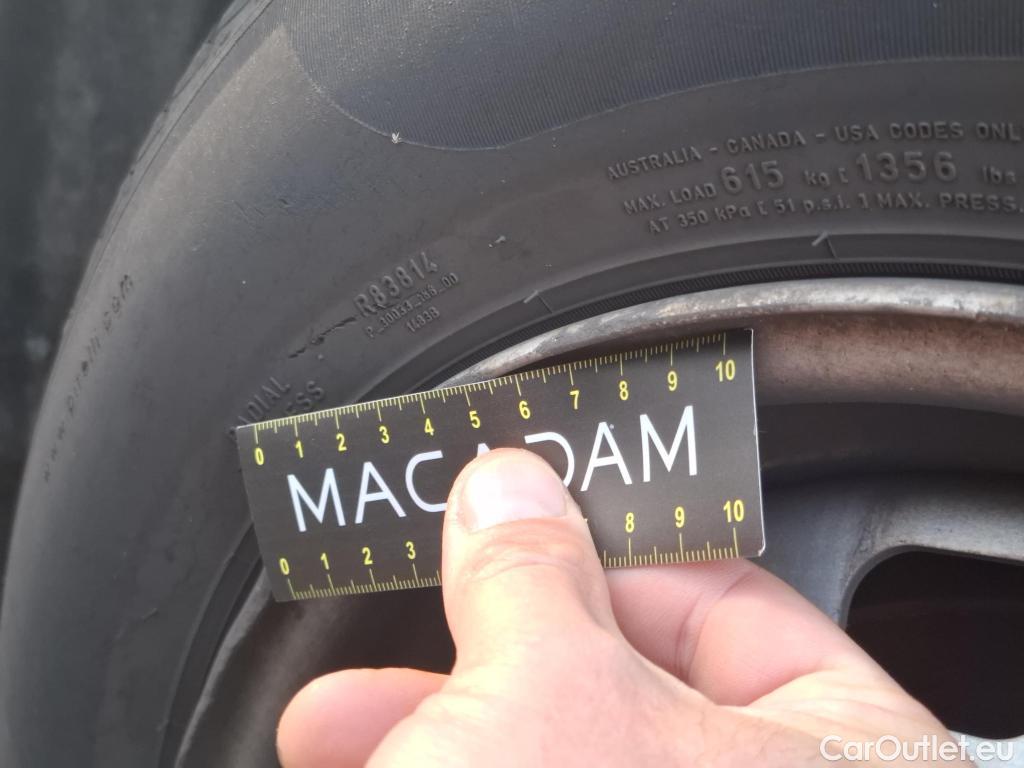 AUSTRALIA - CANADA - USA CODES ONL
MAX. LOAD 615 kg [ 1356 lbs
AT 350 kPa [ 51 p.s.i. ] MAX. PRESS.
R83814
1493B
www.pirelli.com
0 1 2 3 4 5 6 7 8 9 10
MACADAM
0 1 2 3 8 9 10
CarOutlet.eu